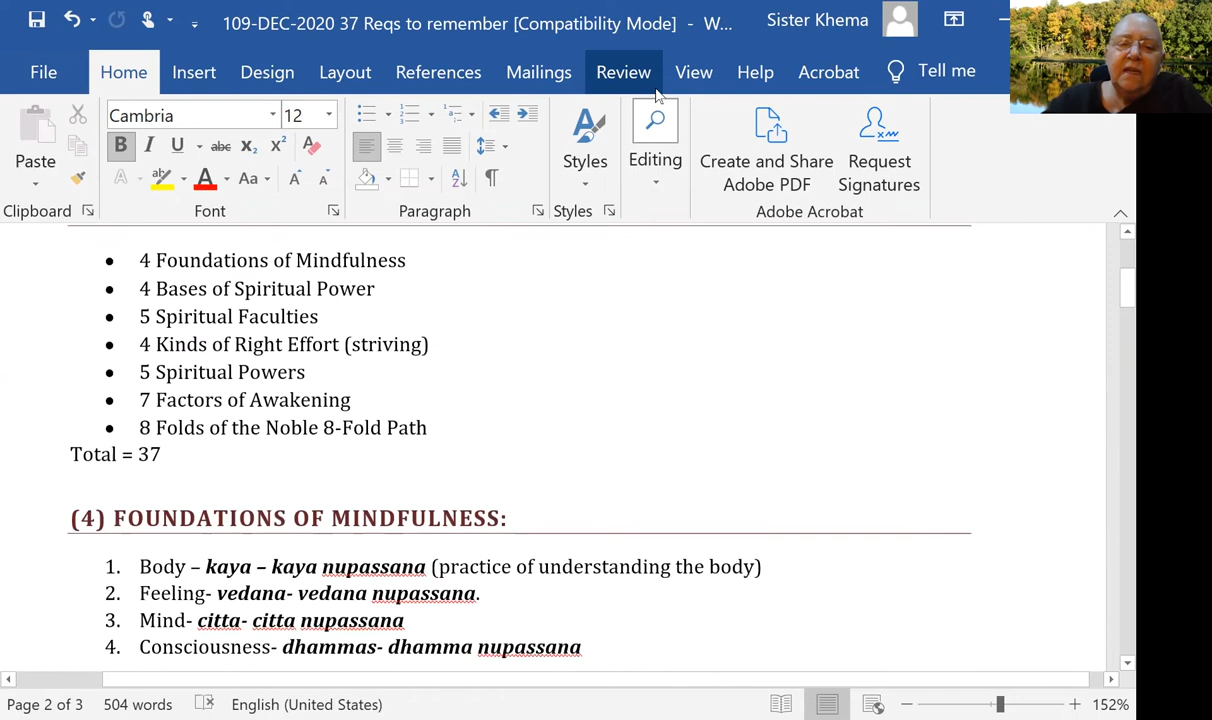 109-DEC-2020 37 Reqs to remember [Compatibility Mode] - W...
Sister Khema
File Home Insert Design Layout References Mailings Review View Help Acrobat Tell me
Cambria 12
Paste
B I U abc X₂ X²
Styles
Editing
Create and Share Adobe PDF
Request Signatures
ab A Aa A A A
Clipboard Font Paragraph Styles Adobe Acrobat
• 4 Foundations of Mindfulness
• 4 Bases of Spiritual Power
• 5 Spiritual Faculties
• 4 Kinds of Right Effort (striving)
• 5 Spiritual Powers
• 7 Factors of Awakening
• 8 Folds of the Noble 8-Fold Path
Total = 37
(4) FOUNDATIONS OF MINDFULNESS:
1. Body – kaya – kaya nupassana (practice of understanding the body)
2. Feeling- vedana- vedana nupassana.
3. Mind- citta- citta nupassana
4. Consciousness- dhammas- dhamma nupassana
Page 2 of 3 504 words English (United States) 152%